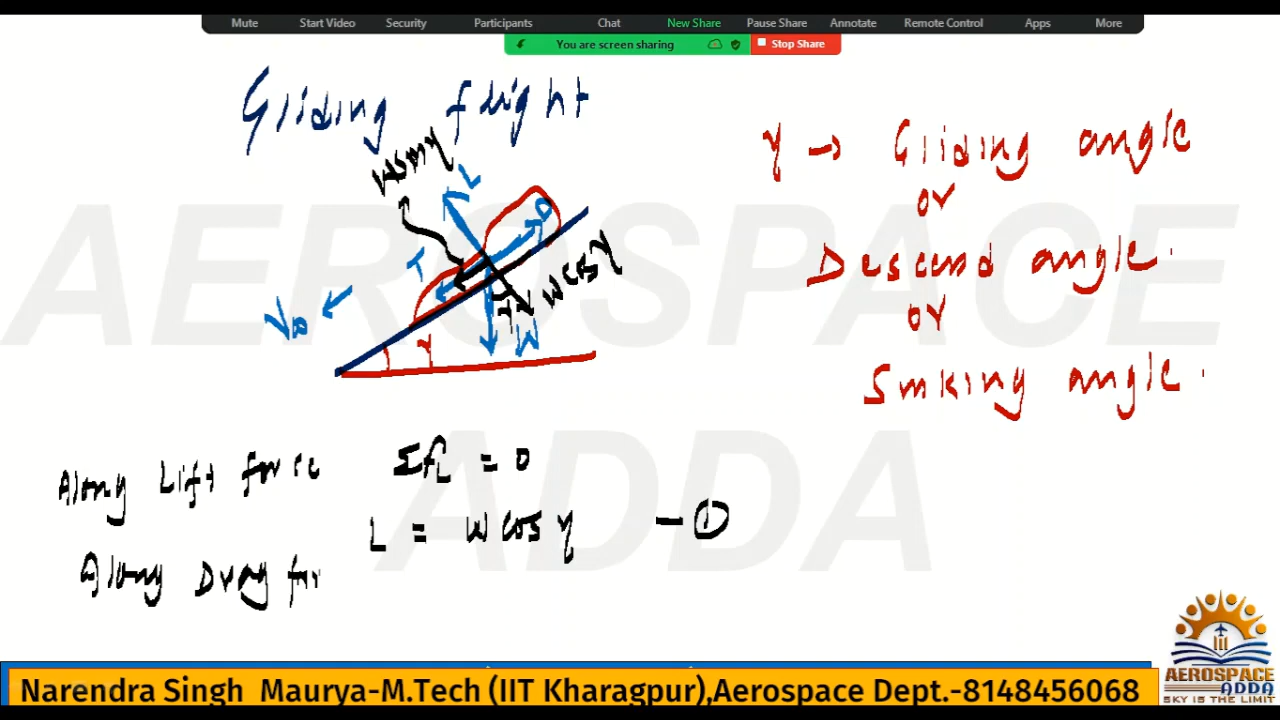 Mute Start Video Security Participants Chat New Share Pause Share Annotate Remote Control Apps More
You are screen sharing Stop Share
Gliding flight
γ → Gliding angle
or
Descend angle.
or
Sinking angle.
W sin γ
L
D
T
W cos γ
V∞
γ
γ
W
Along Lift force ΣFL = 0
L = W cos γ — ①
Along Drag for
AEROSPACE
ADDA
Narendra Singh Maurya-M.Tech (IIT Kharagpur),Aerospace Dept.-8148456068
AEROSPACE
ADDA
SKY IS THE LIMIT